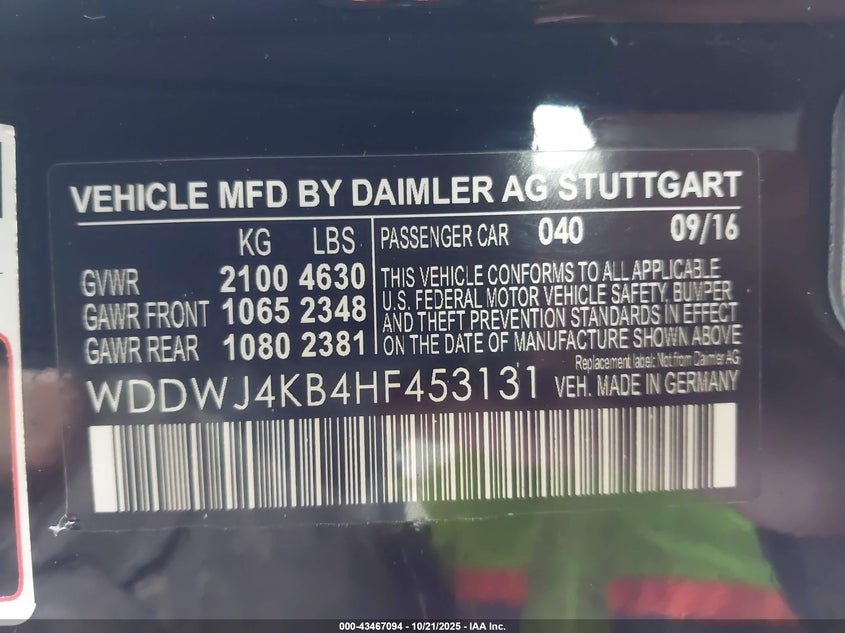 VEHICLE MFD BY DAIMLER AG STUTTGART
KG LBS PASSENGER CAR 040 09/16
GVWR 2100 4630
GAWR FRONT 1065 2348
GAWR REAR 1080 2381
THIS VEHICLE CONFORMS TO ALL APPLICABLE
U.S. FEDERAL MOTOR VEHICLE SAFETY, BUMPER
AND THEFT PREVENTION STANDARDS IN EFFECT
ON THE DATE OF MANUFACTURE SHOWN ABOVE
Replacement label: Not from Daimler AG
WDDWJ4KB4HF453131 VEH. MADE IN GERMANY
000-43467094 - 10/21/2025 - IAA Inc.